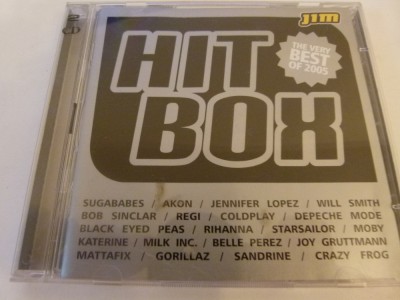 2
CD
JIM
HIT
BOX
THE VERY
BEST
OF 2005
SUGABABES / AKON / JENNIFER LOPEZ / WILL SMITH
BOB SINCLAR / REGI / COLDPLAY / DEPECHE MODE
BLACK EYED PEAS / RIHANNA / STARSAILOR / MOBY
KATERINE / MILK INC. / BELLE PEREZ / JOY GRUTTMANN
MATTAFIX / GORILLAZ / SANDRINE / CRAZY FROG